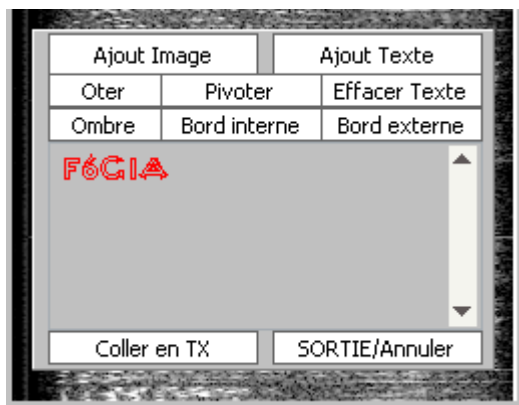 Ajout Image Ajout Texte
Oter Pivoter Effacer Texte
Ombre Bord interne Bord externe
F6GIA
Coller en TX SORTIE/Annuler